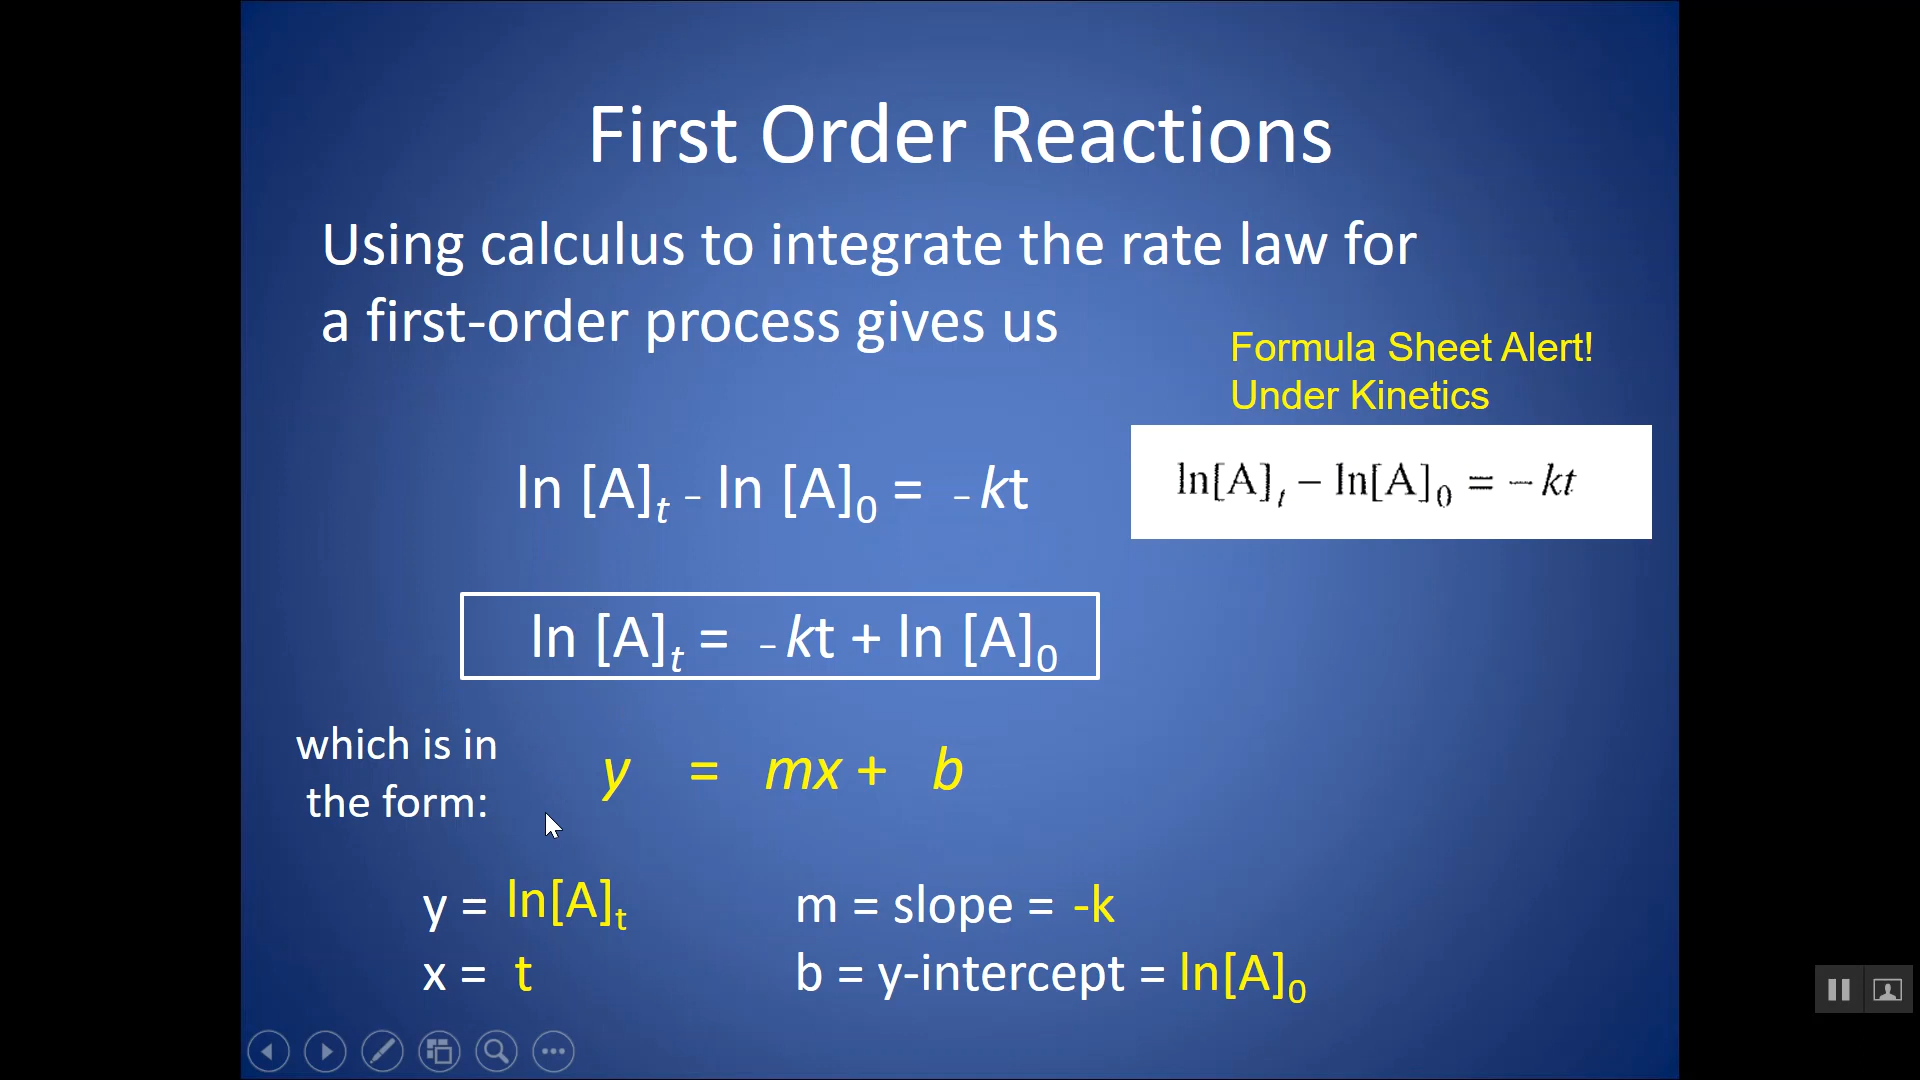 First Order Reactions
Using calculus to integrate the rate law for
a first-order process gives us
Formula Sheet Alert!
Under Kinetics
ln [A]t - ln [A]0 = -kt
ln[A]t − ln[A]0 = −kt
ln [A]t = -kt + ln [A]0
which is in
the form:
y = mx + b
y = ln[A]t
m = slope = -k
x = t
b = y-intercept = ln[A]0